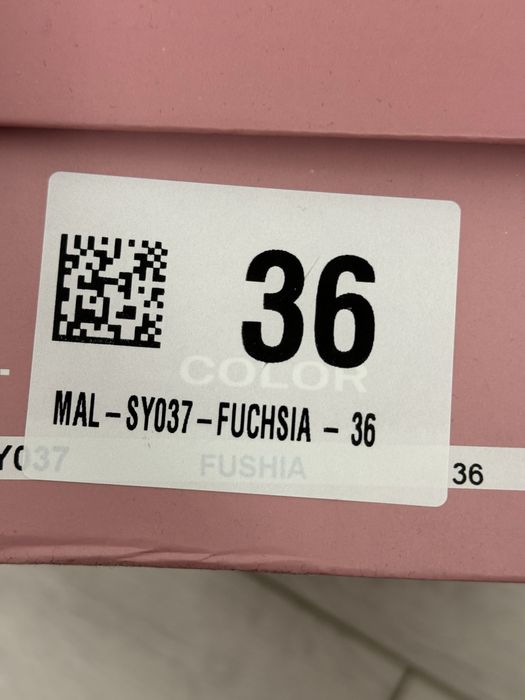 36
COLOR
MAL-SY037-FUCHSIA - 36
Y037 FUSHIA 36